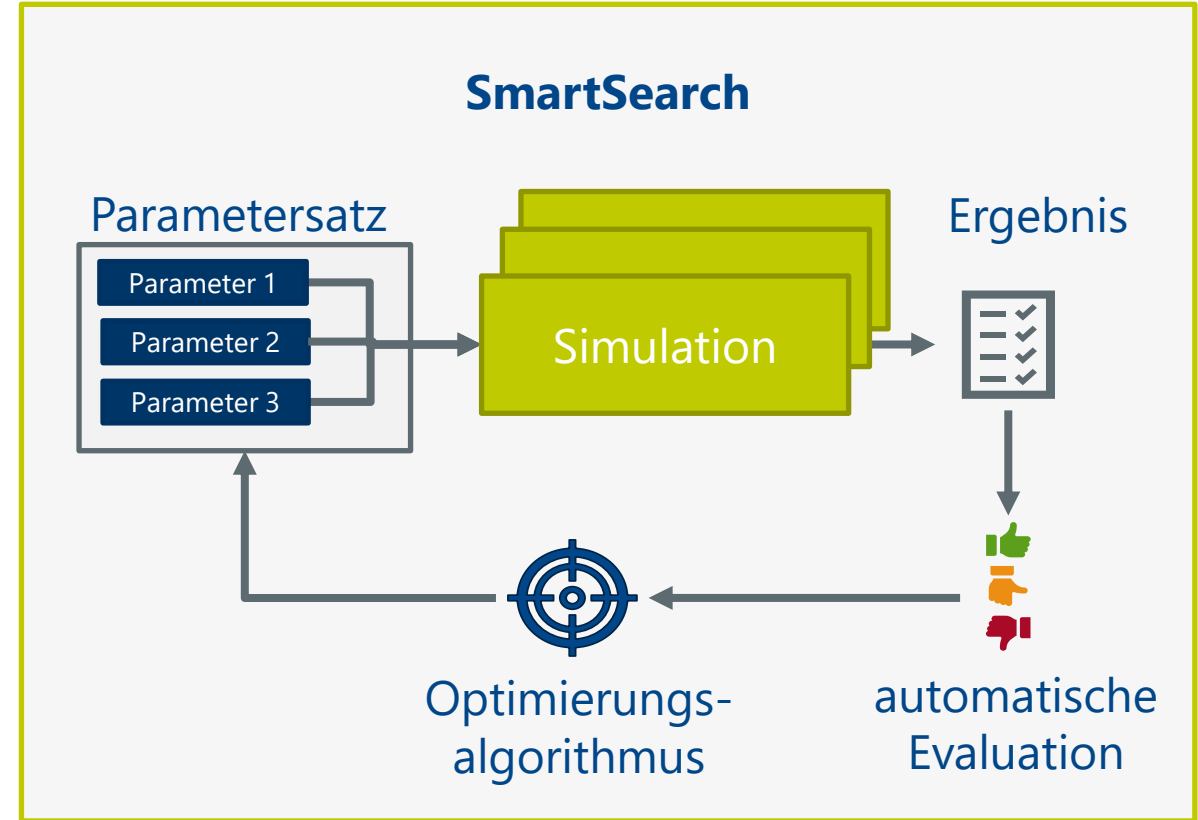 SmartSearch
Parametersatz
Parameter 1
Parameter 2
Parameter 3
Simulation
Ergebnis
automatische
Evaluation
Optimierungs-
algorithmus